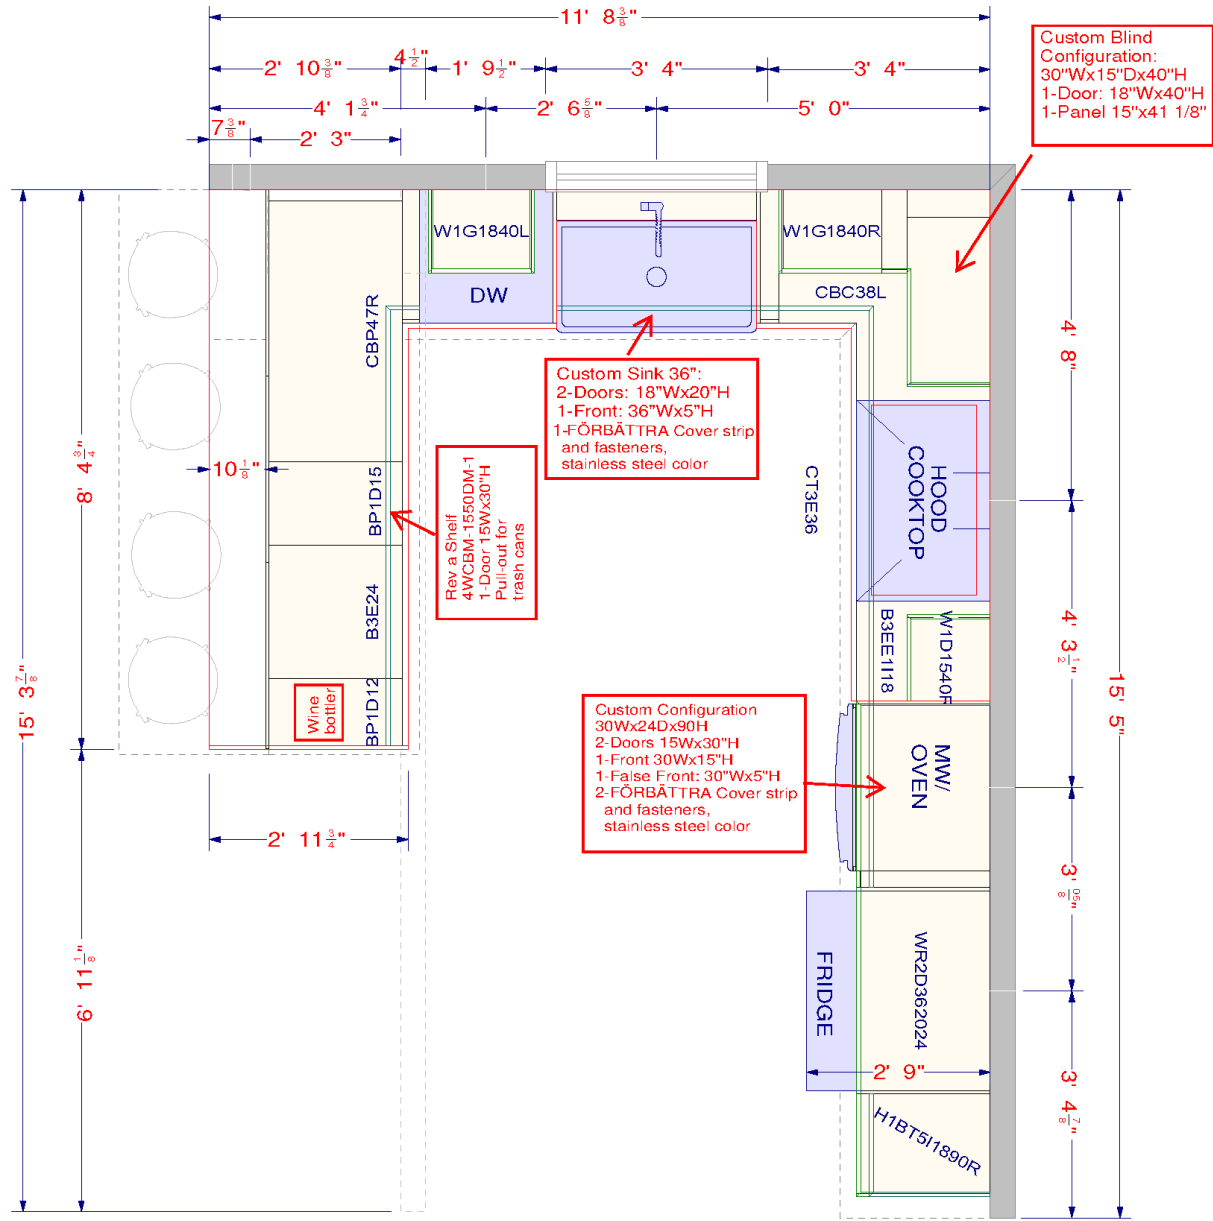 11' 8 3/8"
2' 10 3/8"
4 1/2"
1' 9 1/2"
3' 4"
3' 4"
4' 1 3/4"
2' 6 5/8"
5' 0"
7 3/8"
2' 3"
Custom Blind
Configuration:
30"Wx15"Dx40"H
1-Door: 18"Wx40"H
1-Panel 15"x41 1/8"
W1G1840L
DW
W1G1840R
CBC38L
CBP47R
Custom Sink 36":
2-Doors: 18"Wx20"H
1-Front: 36"Wx5"H
1-FÖRBÄTTRA Cover strip
and fasteners,
stainless steel color
4' 8"
8' 4 3/4"
10 1/8"
BP1D15
Rev a Shelf
4WCBM-1550DM-1
1-Door 15Wx30"H
Pull-out for
trash cans
CT3E36
HOOD
COOKTOP
B3E24
B3EE1I18
W1D1540R
4' 3 1/2"
15' 3 7/8"
15' 5"
Wine
bottler
BP1D12
Custom Configuration
30Wx24Dx90H
2-Doors 15Wx30"H
1-Front 30Wx15"H
1-False Front: 30"Wx5"H
2-FÖRBÄTTRA Cover strip
and fasteners,
stainless steel color
MW/
OVEN
2' 11 3/4"
6' 11 1/8"
FRIDGE
WR2D362024
2' 9"
3' 4 7/8"
H1BT5I1890R